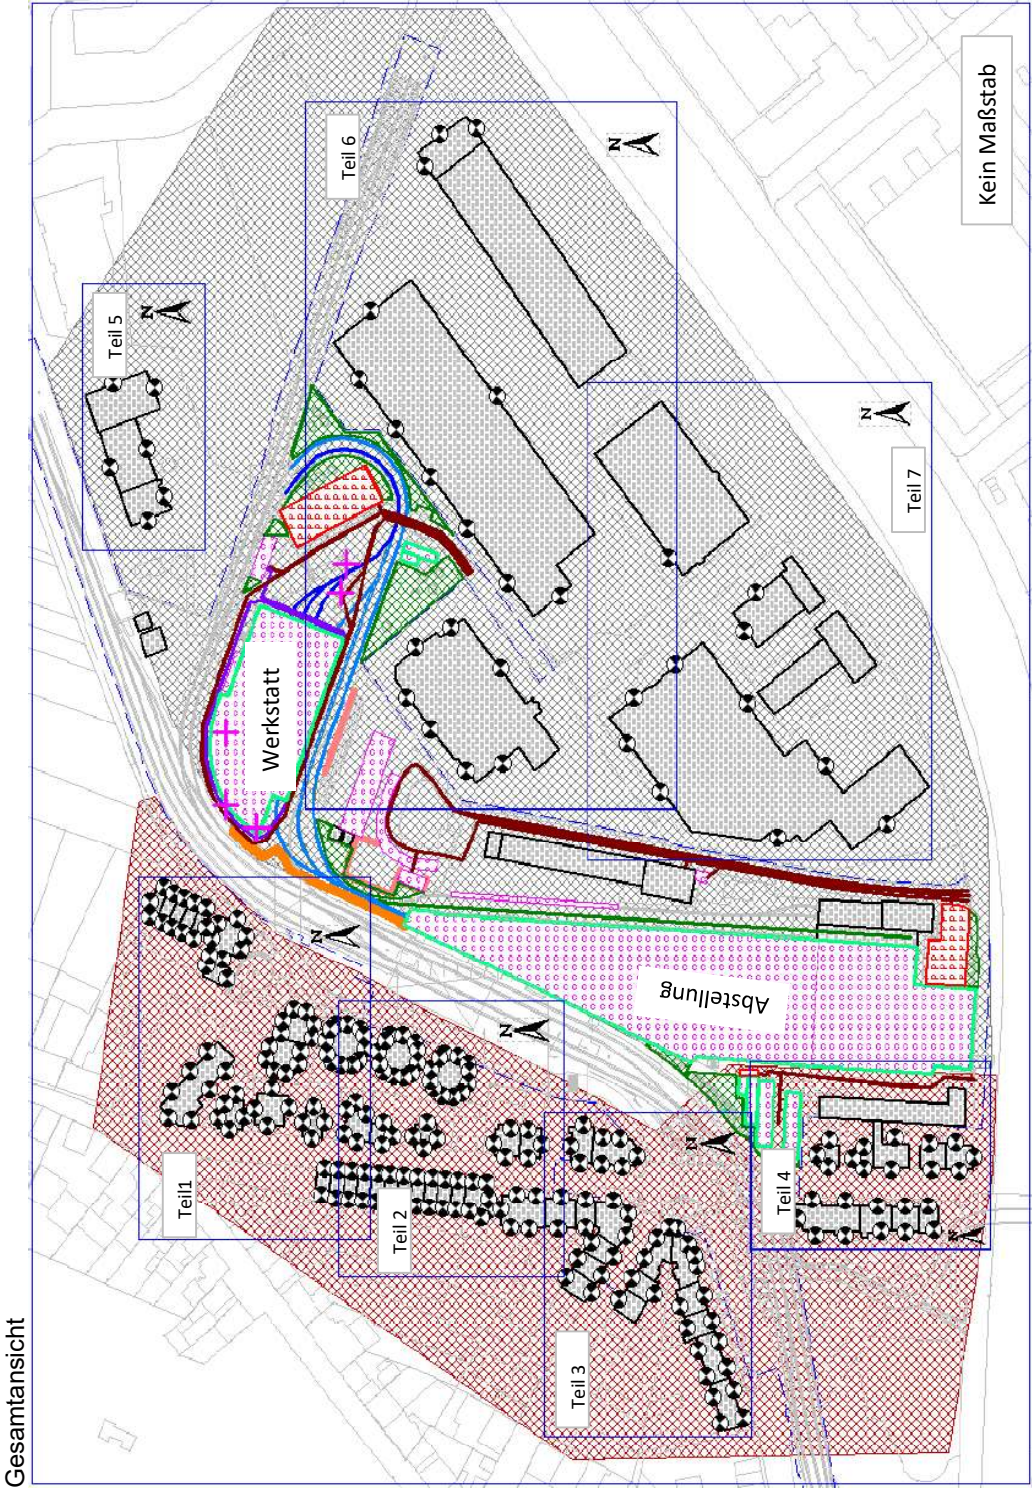 Gesamtansicht
Teil1
Teil 2
Teil 3
Teil 4
Teil 5
Teil 6
Teil 7
Werkstatt
Abstellung
Kein Maßstab
N
N
N
N
N
N
N